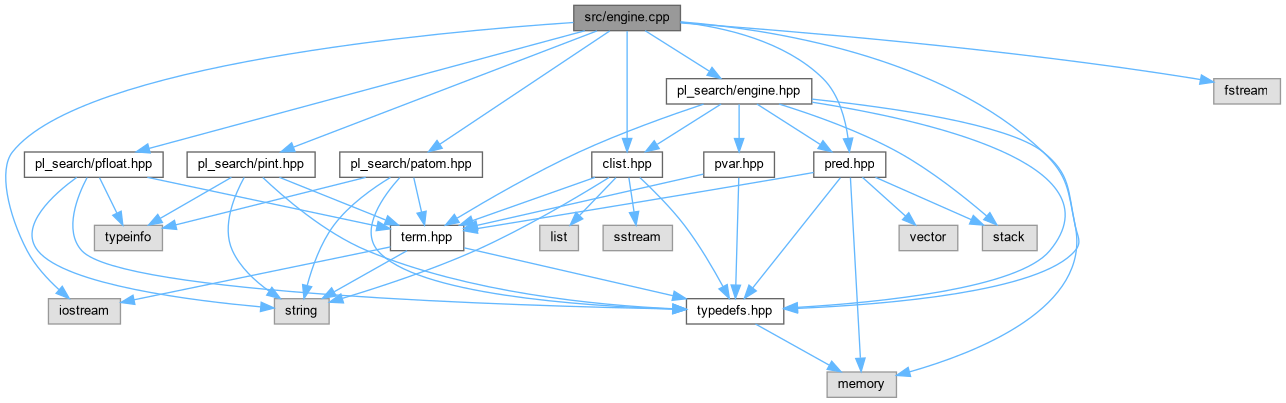 src/engine.cpp
pl_search/engine.hpp
fstream
pl_search/pfloat.hpp
pl_search/pint.hpp
pl_search/patom.hpp
clist.hpp
pvar.hpp
pred.hpp
typeinfo
term.hpp
list
sstream
vector
stack
iostream
string
typedefs.hpp
memory